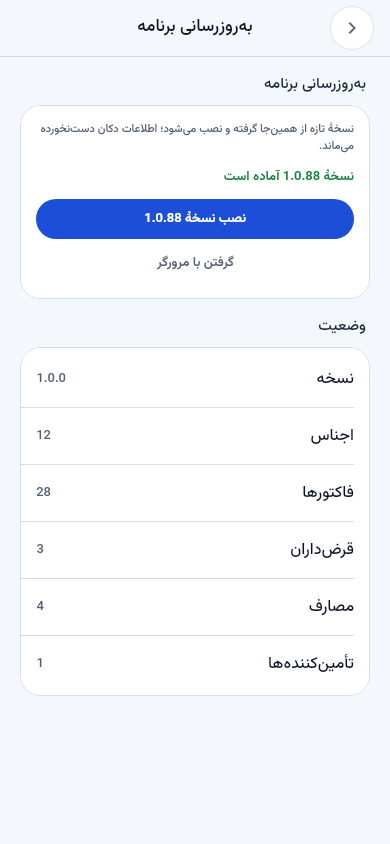 به‌روزرسانی برنامه
به‌روزرسانی برنامه
نسخهٔ تازه از همین‌جا گرفته و نصب می‌شود؛ اطلاعات دکان دست‌نخورده
می‌ماند.
نسخهٔ 1.0.88 آماده است
نصب نسخهٔ 1.0.88
گرفتن با مرورگر
وضعیت
نسخه 1.0.0
اجناس 12
فاکتورها 28
قرض‌داران 3
مصارف 4
تأمین‌کننده‌ها 1